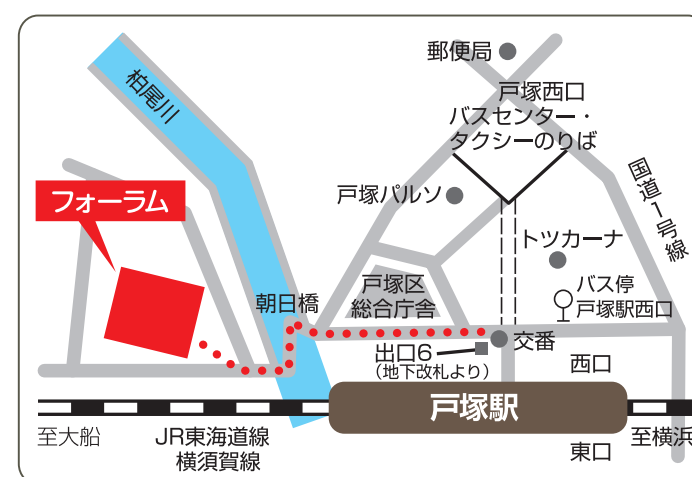 郵便局
戸塚西口
バスセンター・
タクシーのりば
柏尾川
国道1号線
フォーラム
戸塚パルソ
トツカーナ
戸塚区
総合庁舎
バス停
戸塚駅西口
朝日橋
交番
出口6
（地下改札より）
西口
戸塚駅
至大船
JR東海道線
横須賀線
至横浜
東口